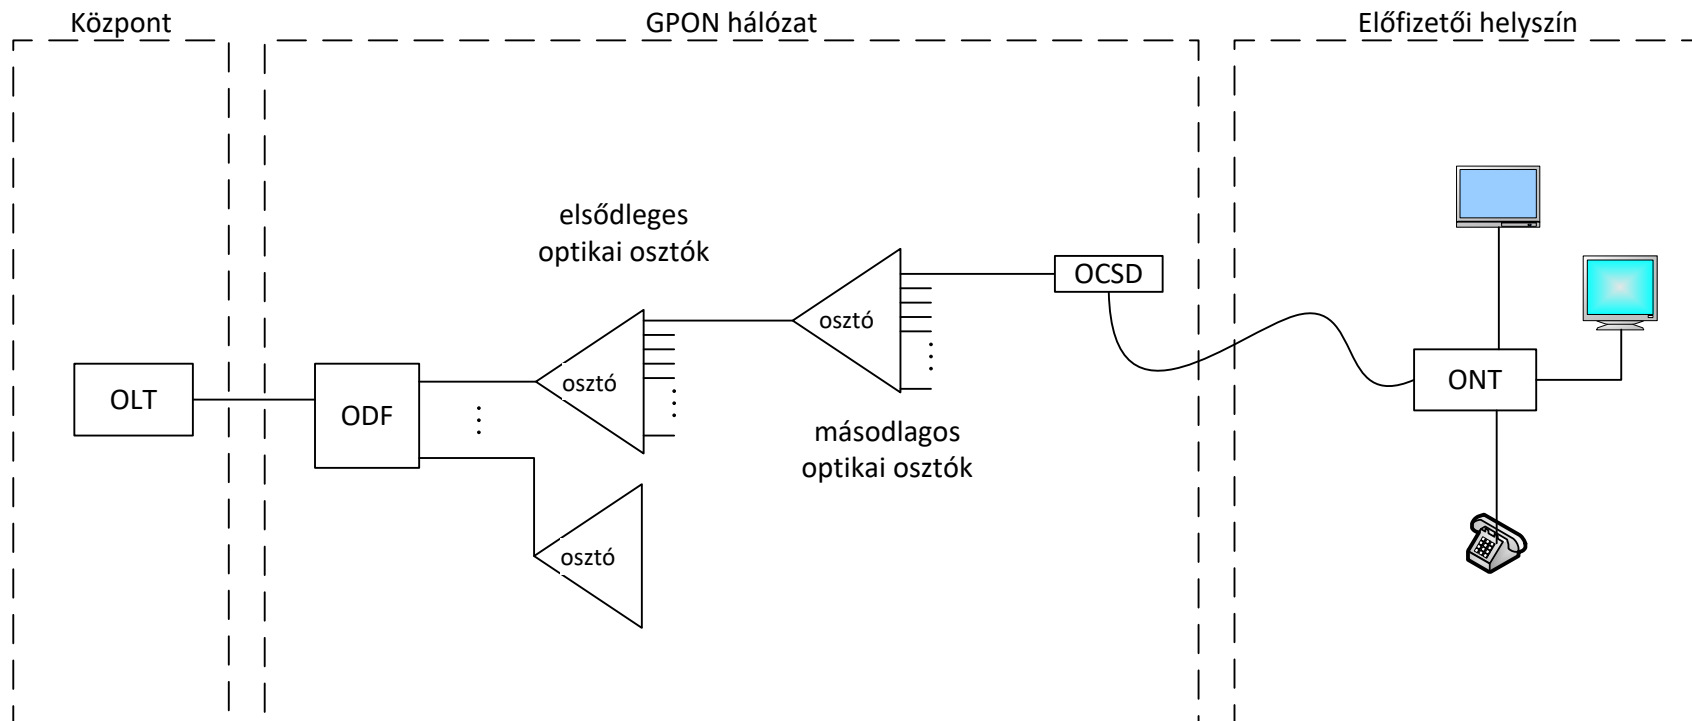 Központ
GPON hálózat
Előfizetői helyszín
elsődleges
optikai osztók
OCSD
osztó
osztó
OLT
ODF
ONT
másodlagos
optikai osztók
osztó